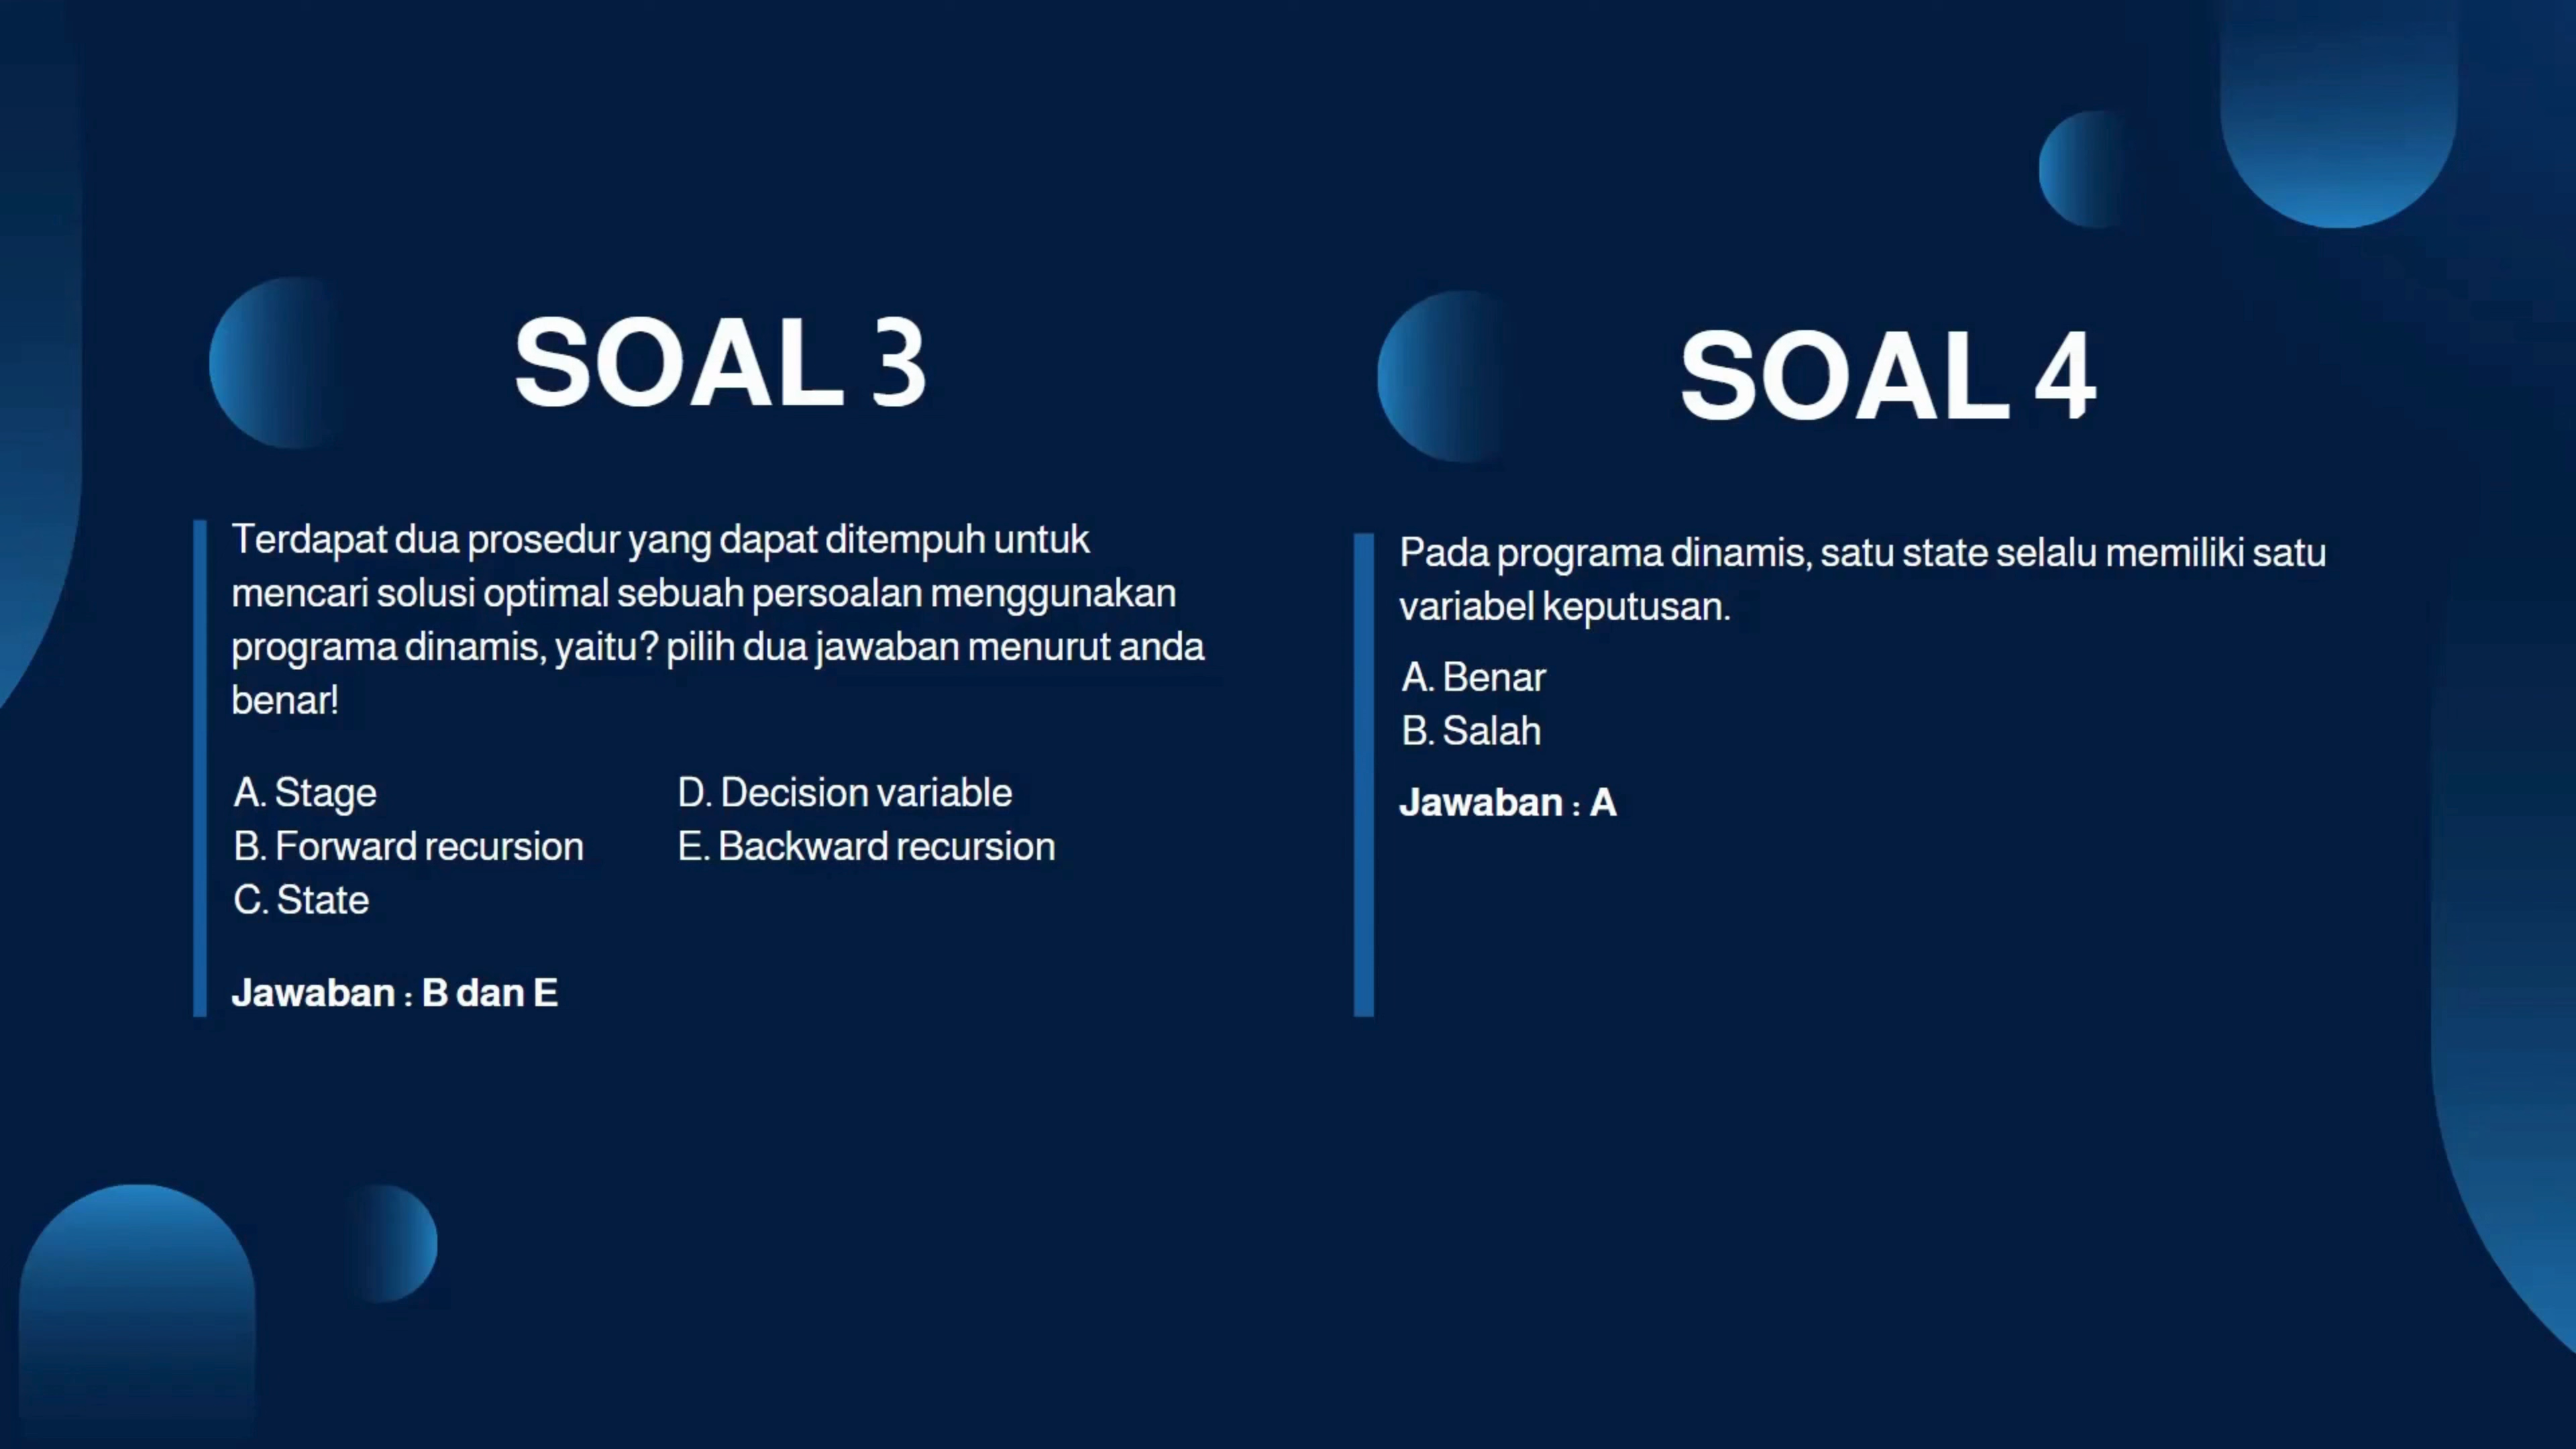 SOAL 3
Terdapat dua prosedur yang dapat ditempuh untuk
mencari solusi optimal sebuah persoalan menggunakan
programa dinamis, yaitu? pilih dua jawaban menurut anda
benar!
A. Stage
B. Forward recursion
C. State
D. Decision variable
E. Backward recursion
Jawaban : B dan E
SOAL 4
Pada programa dinamis, satu state selalu memiliki satu
variabel keputusan.
A. Benar
B. Salah
Jawaban : A